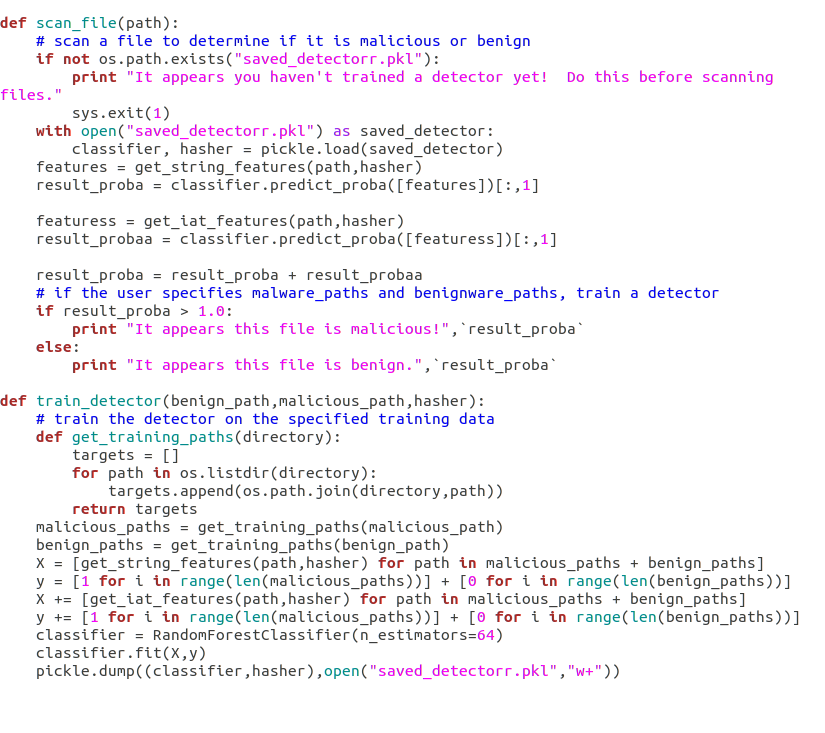 def scan_file(path):
    # scan a file to determine if it is malicious or benign
    if not os.path.exists("saved_detectorr.pkl"):
        print "It appears you haven't trained a detector yet!  Do this before scanning
files."
        sys.exit(1)
    with open("saved_detectorr.pkl") as saved_detector:
        classifier, hasher = pickle.load(saved_detector)
    features = get_string_features(path,hasher)
    result_proba = classifier.predict_proba([features])[:,1]

    featuress = get_iat_features(path,hasher)
    result_probaa = classifier.predict_proba([featuress])[:,1]

    result_proba = result_proba + result_probaa
    # if the user specifies malware_paths and benignware_paths, train a detector
    if result_proba > 1.0:
        print "It appears this file is malicious!",`result_proba`
    else:
        print "It appears this file is benign.",`result_proba`

def train_detector(benign_path,malicious_path,hasher):
    # train the detector on the specified training data
    def get_training_paths(directory):
        targets = []
        for path in os.listdir(directory):
            targets.append(os.path.join(directory,path))
        return targets
    malicious_paths = get_training_paths(malicious_path)
    benign_paths = get_training_paths(benign_path)
    X = [get_string_features(path,hasher) for path in malicious_paths + benign_paths]
    y = [1 for i in range(len(malicious_paths))] + [0 for i in range(len(benign_paths))]
    X += [get_iat_features(path,hasher) for path in malicious_paths + benign_paths]
    y += [1 for i in range(len(malicious_paths))] + [0 for i in range(len(benign_paths))]
    classifier = RandomForestClassifier(n_estimators=64)
    classifier.fit(X,y)
    pickle.dump((classifier,hasher),open("saved_detectorr.pkl","w+"))